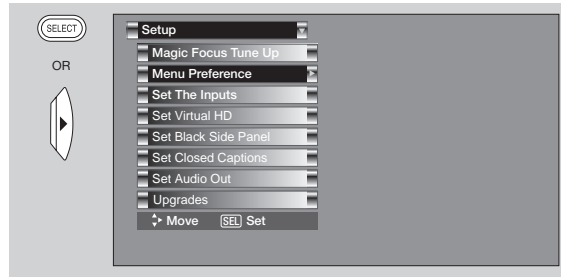 SELECT
OR
Setup
Magic Focus Tune Up
Menu Preference
Set The Inputs
Set Virtual HD
Set Black Side Panel
Set Closed Captions
Set Audio Out
Upgrades
Move SEL Set